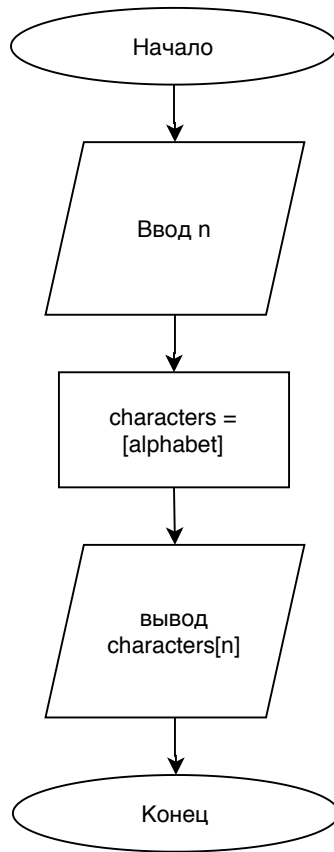 Начало
Ввод n
characters =
[alphabet]
вывод
characters[n]
Конец